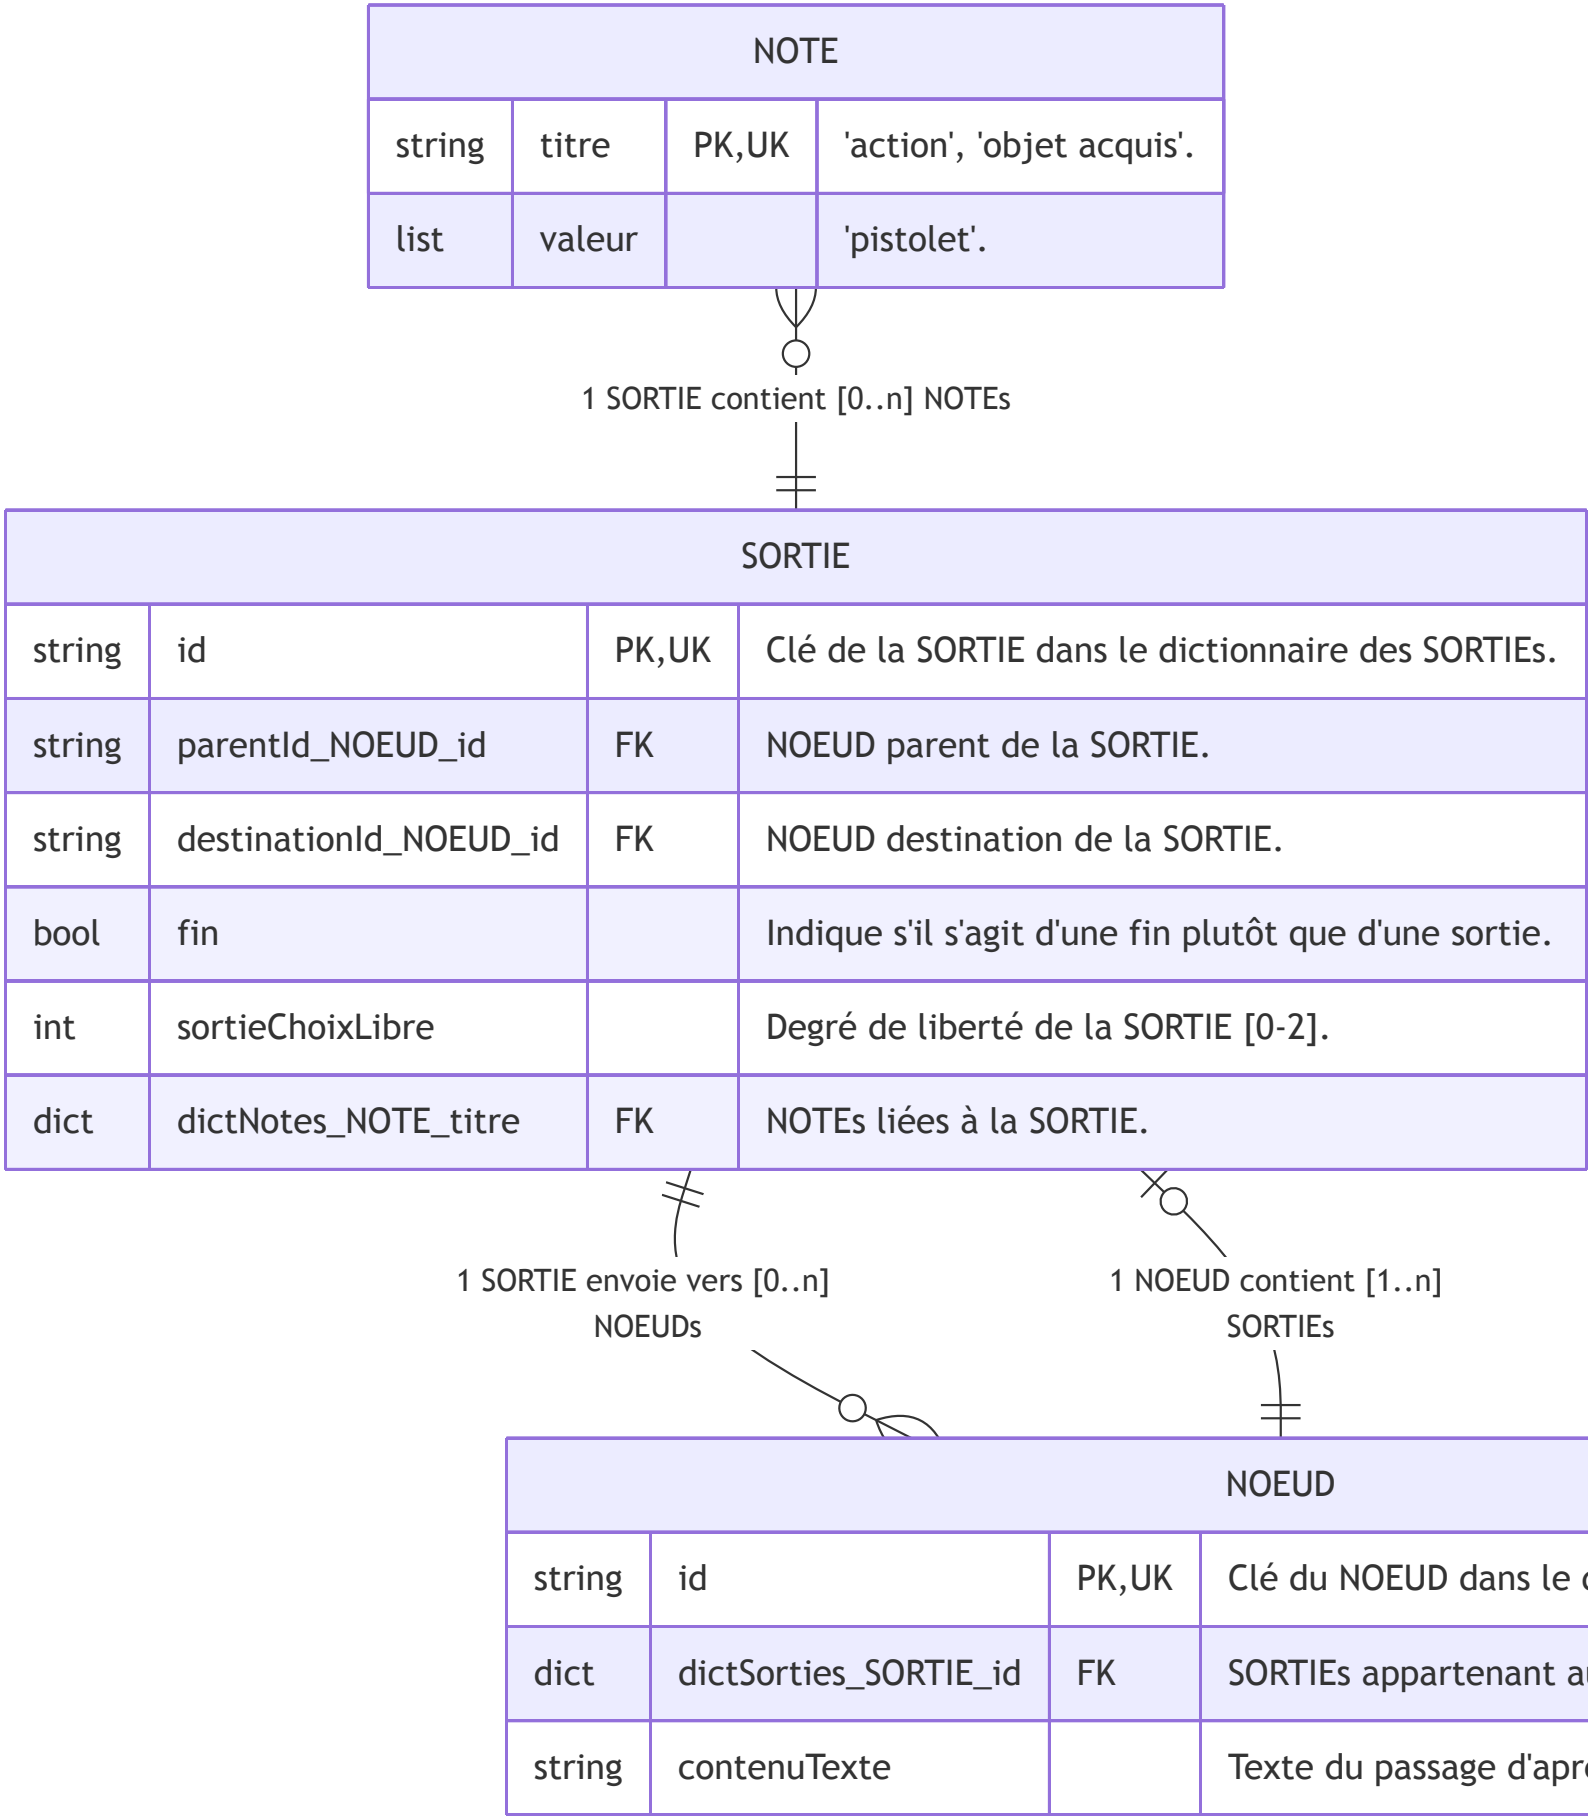 NOTE
string titre PK,UK 'action', 'objet acquis'.
list valeur 'pistolet'.
1 SORTIE contient [0..n] NOTEs
SORTIE
string id PK,UK Clé de la SORTIE dans le dictionnaire des SORTIEs.
string parentId_NOEUD_id FK NOEUD parent de la SORTIE.
string destinationId_NOEUD_id FK NOEUD destination de la SORTIE.
bool fin Indique s'il s'agit d'une fin plutôt que d'une sortie.
int sortieChoixLibre Degré de liberté de la SORTIE [0-2].
dict dictNotes_NOTE_titre FK NOTEs liées à la SORTIE.
1 SORTIE envoie vers [0..n]
NOEUDs
1 NOEUD contient [1..n]
SORTIEs
NOEUD
string id PK,UK Clé du NOEUD dans le
dict dictSorties_SORTIE_id FK SORTIEs appartenant
string contenuTexte Texte du passage